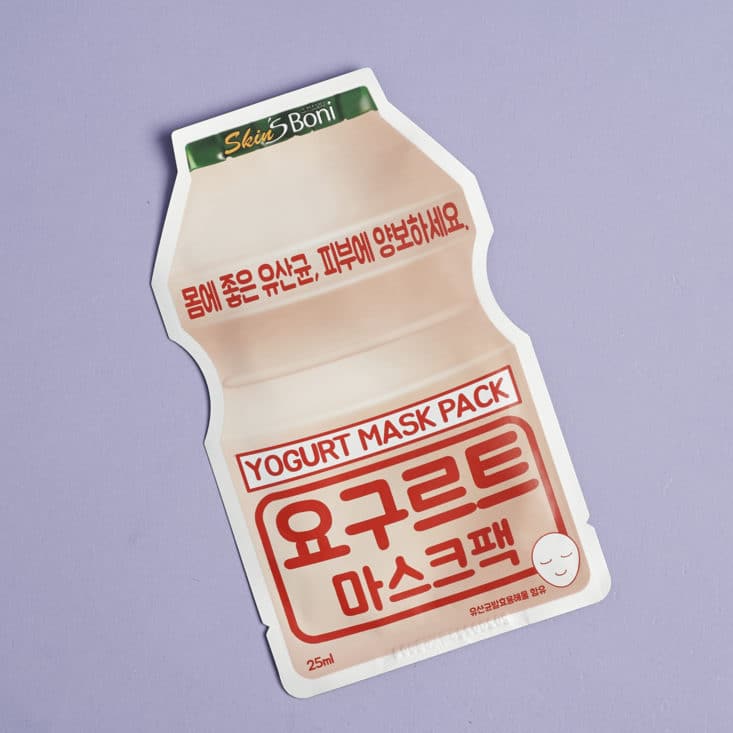 Skin'S Boni
몸에 좋은 유산균, 피부에 양보하세요.
YOGURT MASK PACK
요구르트
마스크팩
유산균발효용해물 함유
25ml